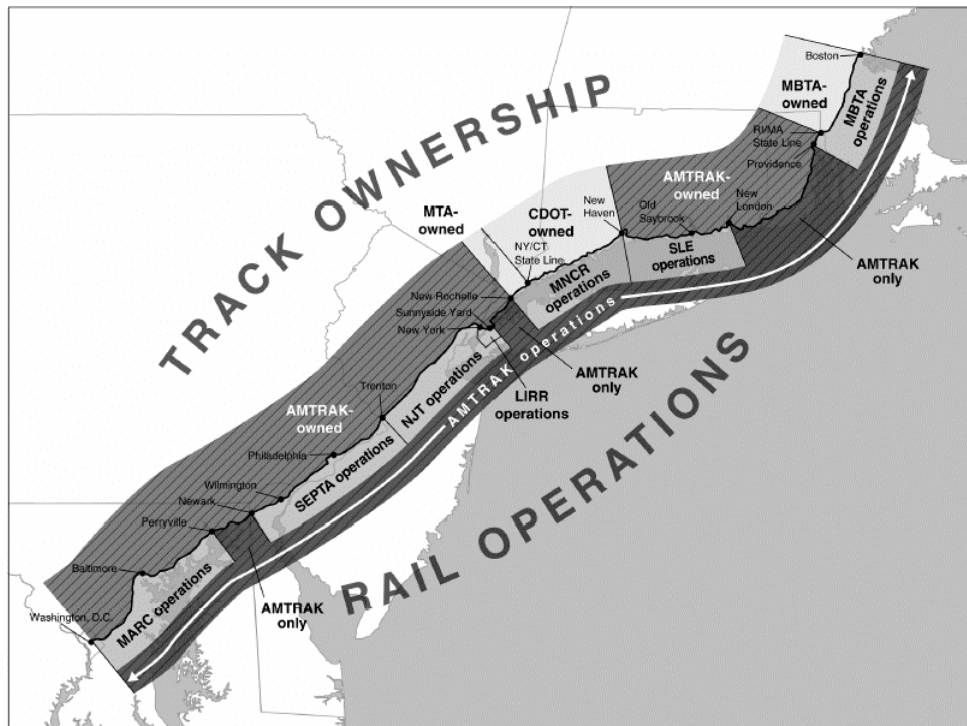 TRACK OWNERSHIP
RAIL OPERATIONS
Boston
MBTA-
owned
MBTA
operations
RI/MA
State Line
Providence
AMTRAK-
owned
New
London
Old
Saybrook
New
Haven
SLE
operations
AMTRAK
only
CDOT-
owned
MTA-
owned
NY/CT
State Line
MNCR
operations
New Rochelle
Sunnyside Yard
New York
AMTRAK operations
AMTRAK
only
LIRR
operations
NJT operations
Trenton
AMTRAK-
owned
Philadelphia
SEPTA operations
Wilmington
Newark
Perryville
AMTRAK
only
Baltimore
MARC operations
Washington, D.C.